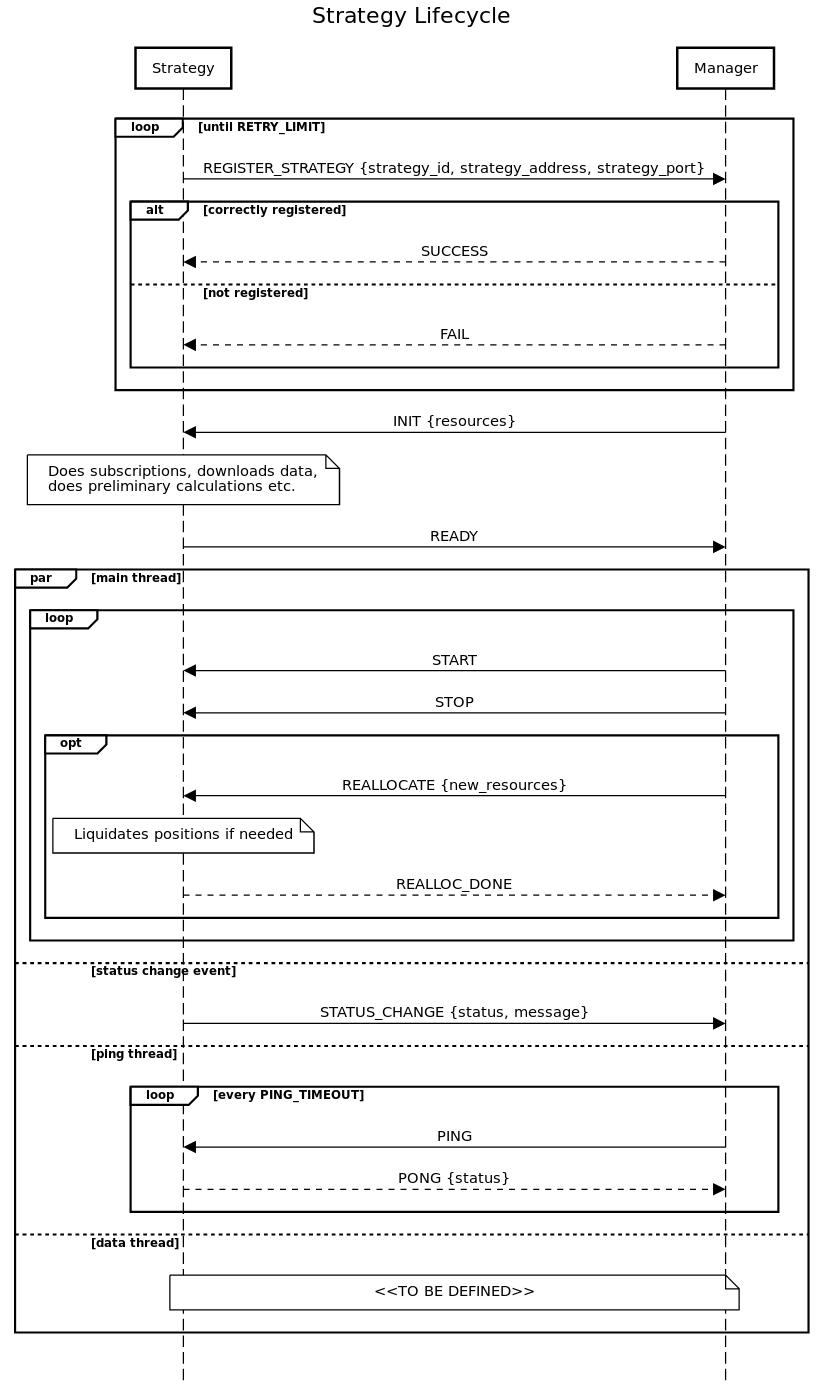 Strategy Lifecycle
Strategy
Manager
loop
[until RETRY_LIMIT]
REGISTER_STRATEGY {strategy_id, strategy_address, strategy_port}
alt
[correctly registered]
SUCCESS
[not registered]
FAIL
INIT {resources}
Does subscriptions, downloads data,
does preliminary calculations etc.
READY
par
[main thread]
loop
START
STOP
opt
REALLOCATE {new_resources}
Liquidates positions if needed
REALLOC_DONE
[status change event]
STATUS_CHANGE {status, message}
[ping thread]
loop
[every PING_TIMEOUT]
PING
PONG {status}
[data thread]
<<TO BE DEFINED>>